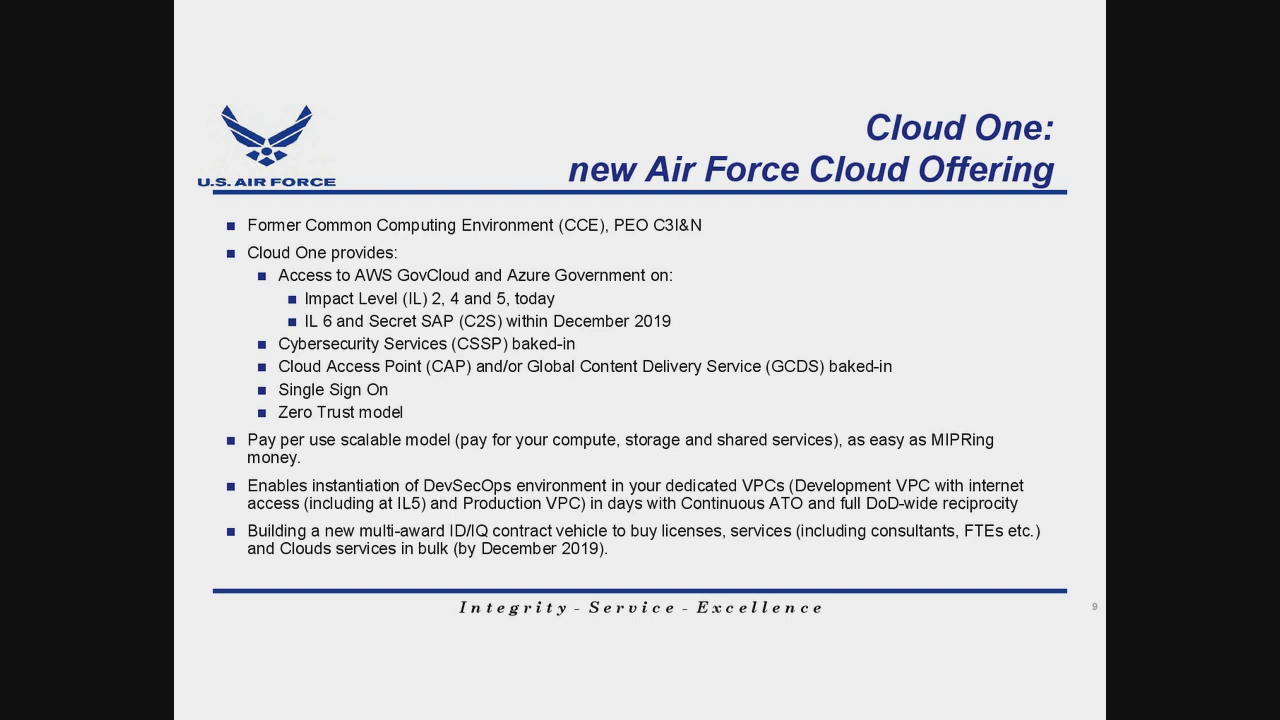 U.S. AIR FORCE
Cloud One:
new Air Force Cloud Offering
Former Common Computing Environment (CCE), PEO C3I&N
Cloud One provides:
Access to AWS GovCloud and Azure Government on:
Impact Level (IL) 2, 4 and 5, today
IL 6 and Secret SAP (C2S) within December 2019
Cybersecurity Services (CSSP) baked-in
Cloud Access Point (CAP) and/or Global Content Delivery Service (GCDS) baked-in
Single Sign On
Zero Trust model
Pay per use scalable model (pay for your compute, storage and shared services), as easy as MIPRing
money.
Enables instantiation of DevSecOps environment in your dedicated VPCs (Development VPC with internet
access (including at IL5) and Production VPC) in days with Continuous ATO and full DoD-wide reciprocity
Building a new multi-award ID/IQ contract vehicle to buy licenses, services (including consultants, FTEs etc.)
and Clouds services in bulk (by December 2019).
Integrity - Service - Excellence
9